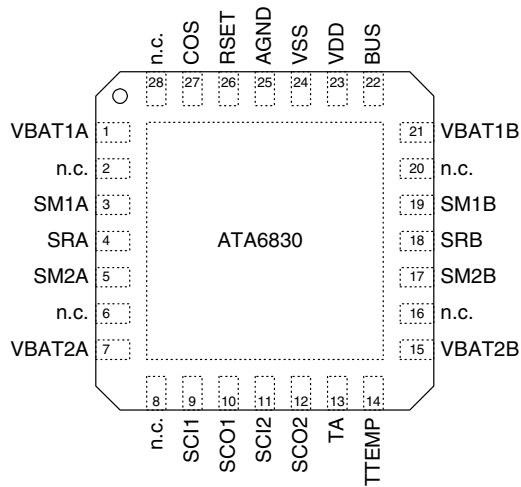 n.c.
COS
RSET
AGND
VSS
VDD
BUS
28
27
26
25
24
23
22
VBAT1A 1
n.c. 2
SM1A 3
SRA 4
SM2A 5
n.c. 6
VBAT2A 7
ATA6830
21 VBAT1B
20 n.c.
19 SM1B
18 SRB
17 SM2B
16 n.c.
15 VBAT2B
8
9
10
11
12
13
14
n.c.
SCI1
SCO1
SCI2
SCO2
TA
TTEMP